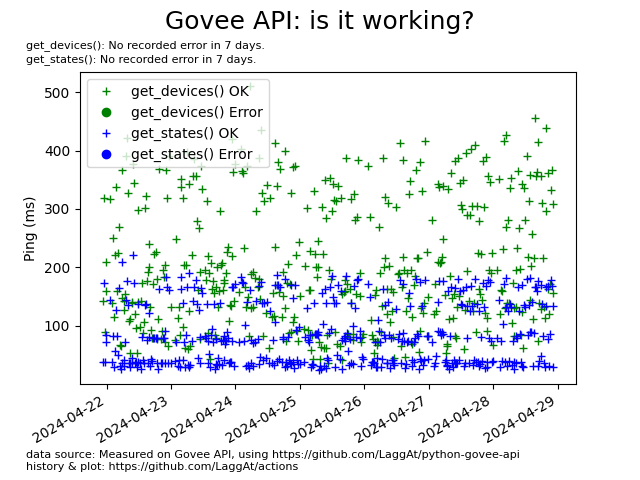 Govee API: is it working?
get_devices(): No recorded error in 7 days.
get_states(): No recorded error in 7 days.
get_devices() OK
get_devices() Error
get_states() OK
get_states() Error
Ping (ms)
500
400
300
200
100
2024-04-22
2024-04-23
2024-04-24
2024-04-25
2024-04-26
2024-04-27
2024-04-28
2024-04-29
data source: Measured on Govee API, using https://github.com/LaggAt/python-govee-api
history & plot: https://github.com/LaggAt/actions